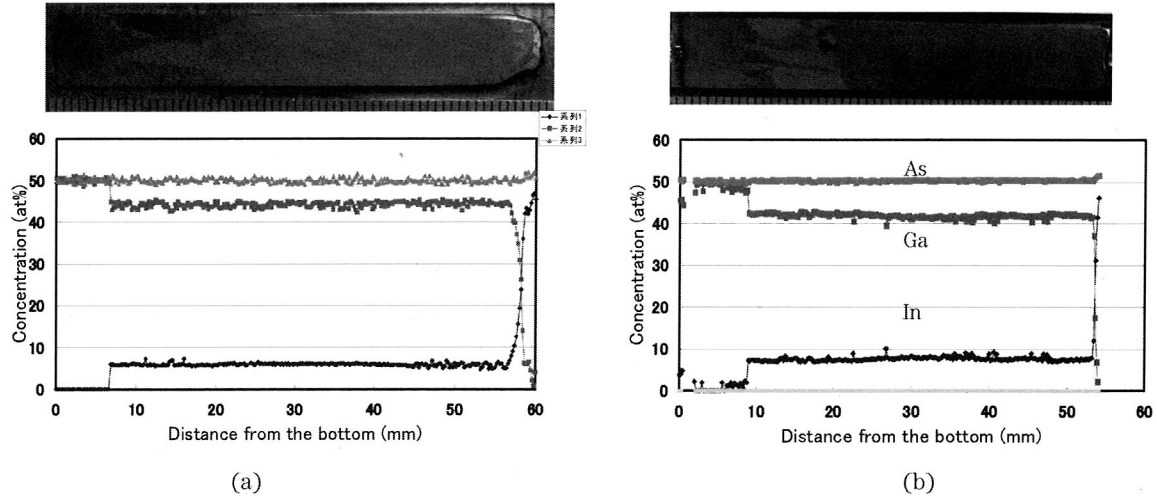 系列1
系列2
系列3
60
50
40
30
20
10
0
Concentration (at%)
0 10 20 30 40 50 60
Distance from the bottom (mm)
(a)
60
50
40
30
20
10
0
Concentration (at%)
As
Ga
In
0 10 20 30 40 50 60
Distance from the bottom (mm)
(b)